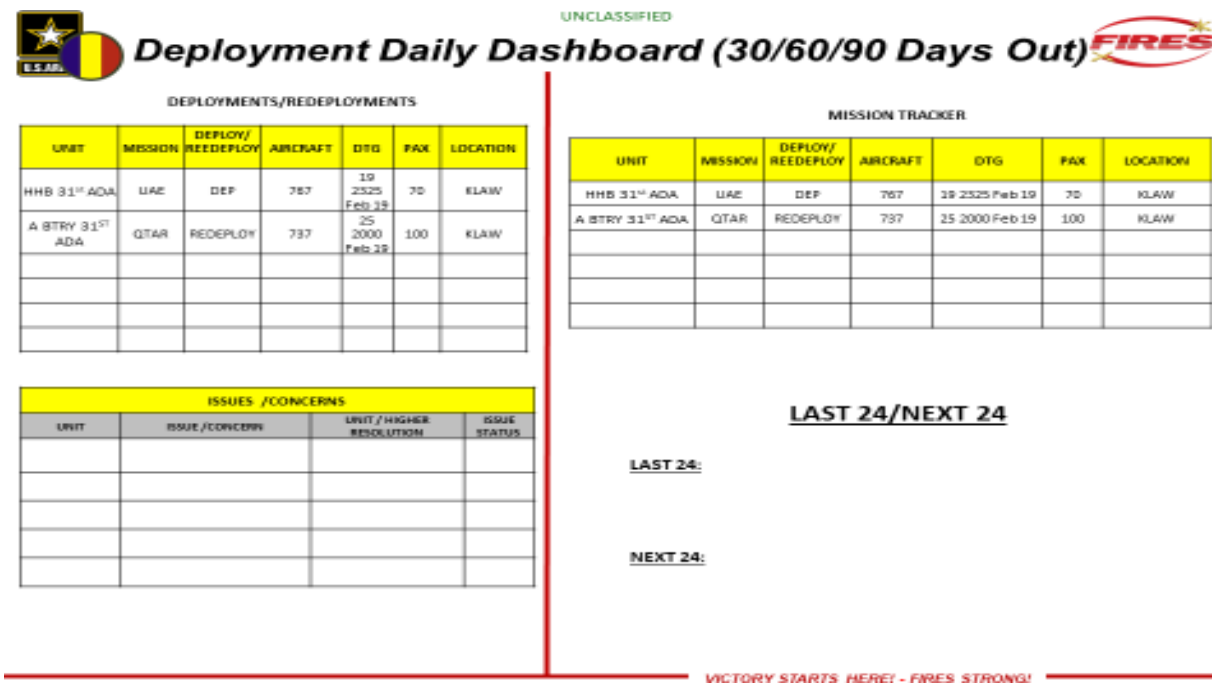 UNCLASSIFIED
Deployment Daily Dashboard (30/60/90 Days Out)
U.S.ARMY
FIRES
DEPLOYMENTS/REDEPLOYMENTS
UNIT MISSION DEPLOY/ REEDEPLOY AIRCRAFT DTG PAX LOCATION
HHB 31st ADA UAE DEP 767 19 2325 Feb 19 70 KLAW
A BTRY 31ST ADA QTAR REDEPLOY 737 25 2000 Feb 19 100 KLAW
ISSUES /CONCERNS
UNIT ISSUE /CONCERN UNIT / HIGHER RESOLUTION ISSUE STATUS
MISSION TRACKER
UNIT MISSION DEPLOY/ REEDEPLOY AIRCRAFT DTG PAX LOCATION
HHB 31st ADA UAE DEP 767 19 2325 Feb 19 70 KLAW
A BTRY 31ST ADA QTAR REDEPLOY 737 25 2000 Feb 19 100 KLAW
LAST 24/NEXT 24
LAST 24:
NEXT 24:
VICTORY STARTS HERE! - FIRES STRONG!